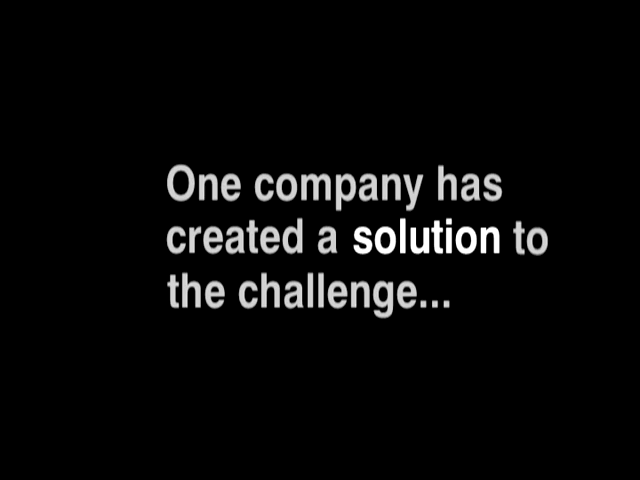 One company has
created a solution to
the challenge...